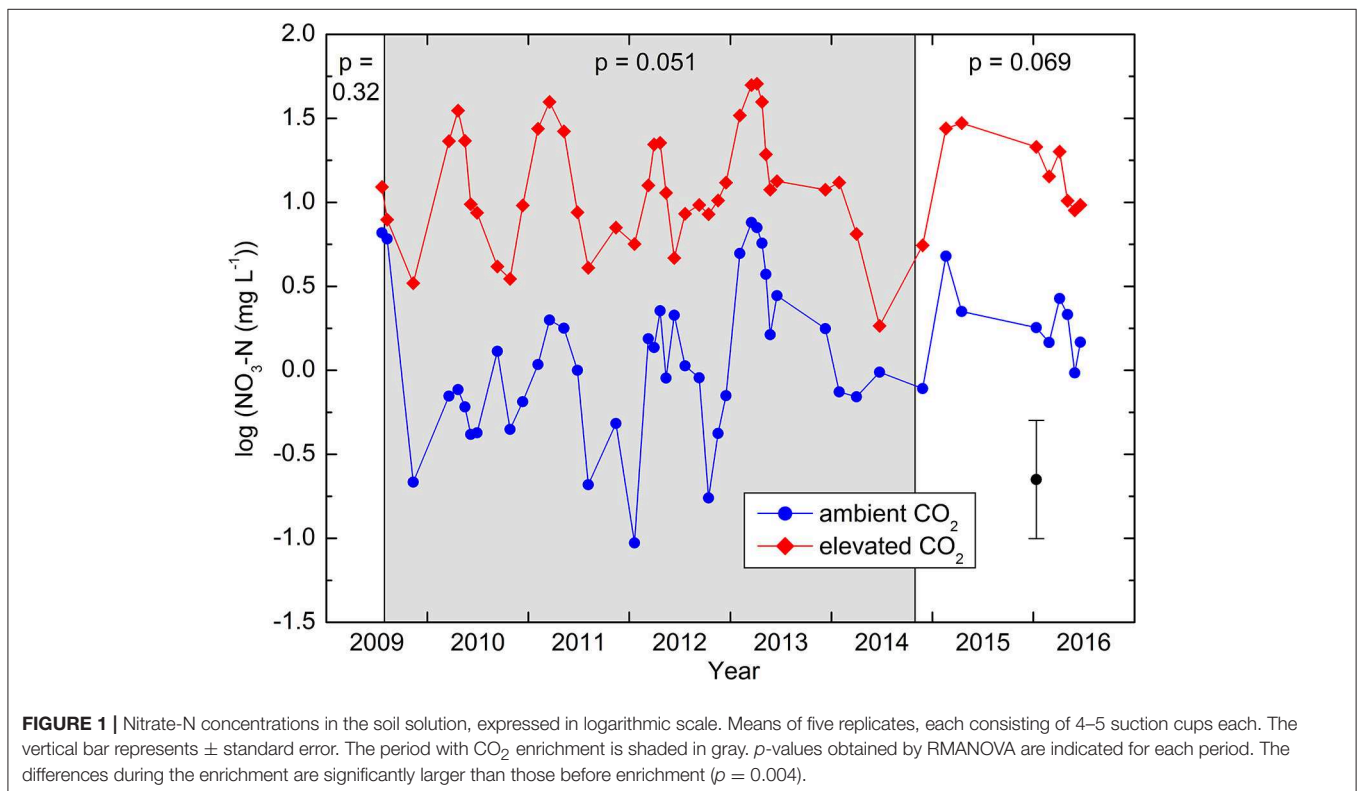 2.0
1.5
1.0
0.5
0.0
-0.5
-1.0
-1.5
log (NO₃-N (mg L⁻¹)
p =
0.32
p = 0.051
p = 0.069
ambient CO₂
elevated CO₂
2009 2010 2011 2012 2013 2014 2015 2016
Year
FIGURE 1 | Nitrate-N concentrations in the soil solution, expressed in logarithmic scale. Means of five replicates, each consisting of 4–5 suction cups each. The
vertical bar represents ± standard error. The period with CO₂ enrichment is shaded in gray. p-values obtained by RMANOVA are indicated for each period. The
differences during the enrichment are significantly larger than those before enrichment (p = 0.004).